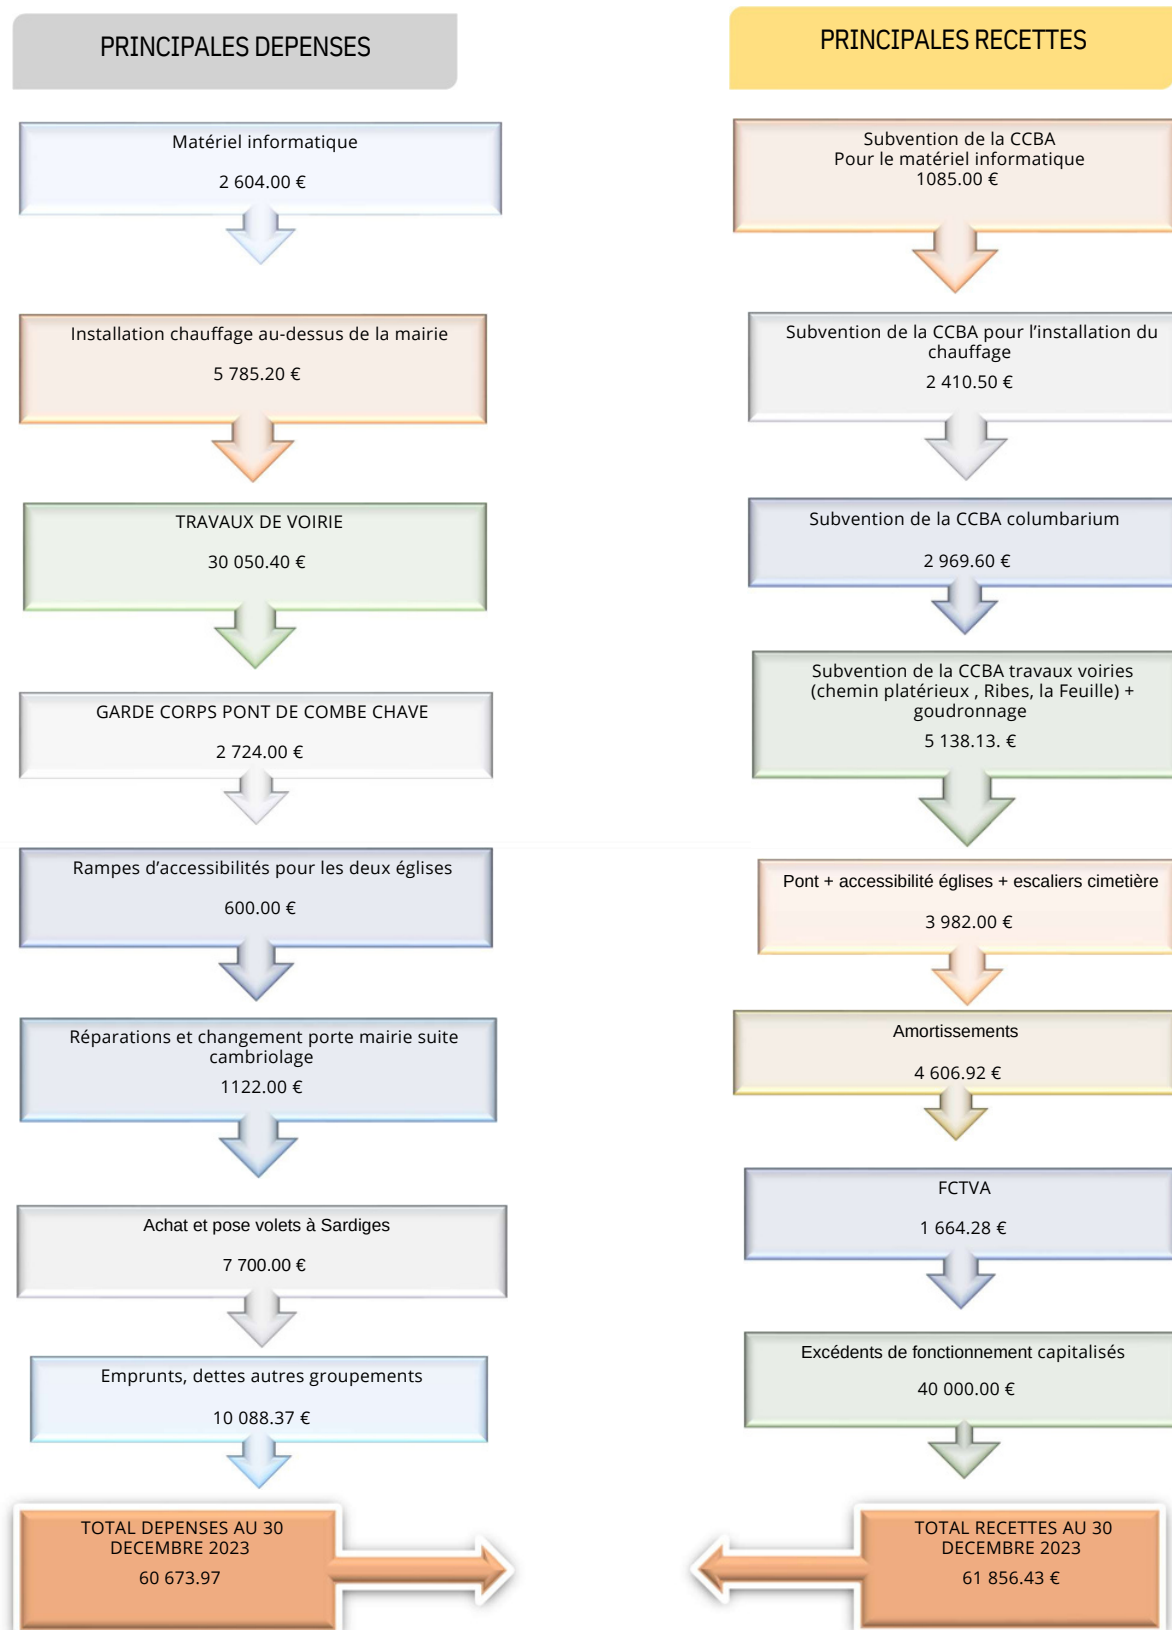 PRINCIPALES DEPENSES
Matériel informatique
2 604.00 €
Installation chauffage au-dessus de la mairie
5 785.20 €
TRAVAUX DE VOIRIE
30 050.40 €
GARDE CORPS PONT DE COMBE CHAVE
2 724.00 €
Rampes d’accessibilités pour les deux églises
600.00 €
Réparations et changement porte mairie suite
cambriolage
1122.00 €
Achat et pose volets à Sardiges
7 700.00 €
Emprunts, dettes autres groupements
10 088.37 €
TOTAL DEPENSES AU 30
DECEMBRE 2023
60 673.97
PRINCIPALES RECETTES
Subvention de la CCBA
Pour le matériel informatique
1085.00 €
Subvention de la CCBA pour l’installation du
chauffage
2 410.50 €
Subvention de la CCBA columbarium
2 969.60 €
Subvention de la CCBA travaux voiries
(chemin platérieux , Ribes, la Feuille) +
goudronnage
5 138.13. €
Pont + accessibilité églises + escaliers cimetière
3 982.00 €
Amortissements
4 606.92 €
FCTVA
1 664.28 €
Excédents de fonctionnement capitalisés
40 000.00 €
TOTAL RECETTES AU 30
DECEMBRE 2023
61 856.43 €